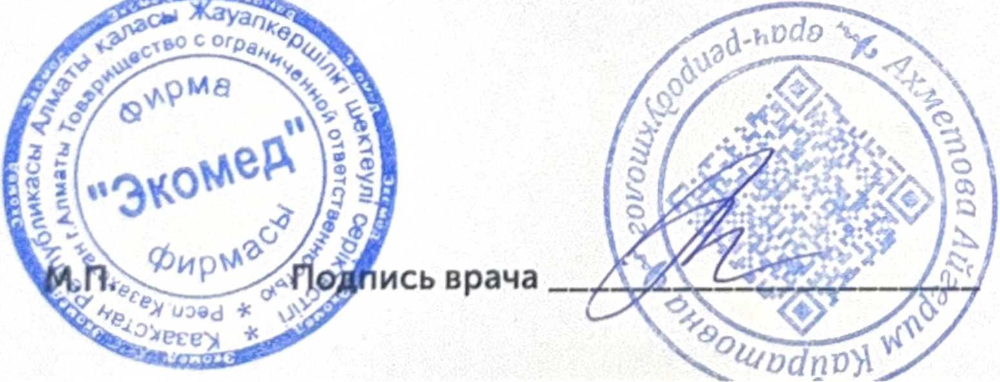 Қазақстан Республикасы Алматы қаласы Жауапкершілігі шектеулі серіктестігі *
Респ.Казахстан г.Алматы Товарищество с ограниченной ответственностью *
фирма
"Экомед"
фирмасы
М.П.
Подпись врача
Ахметова Айгерим Кайратовна
врач-репродуктолог